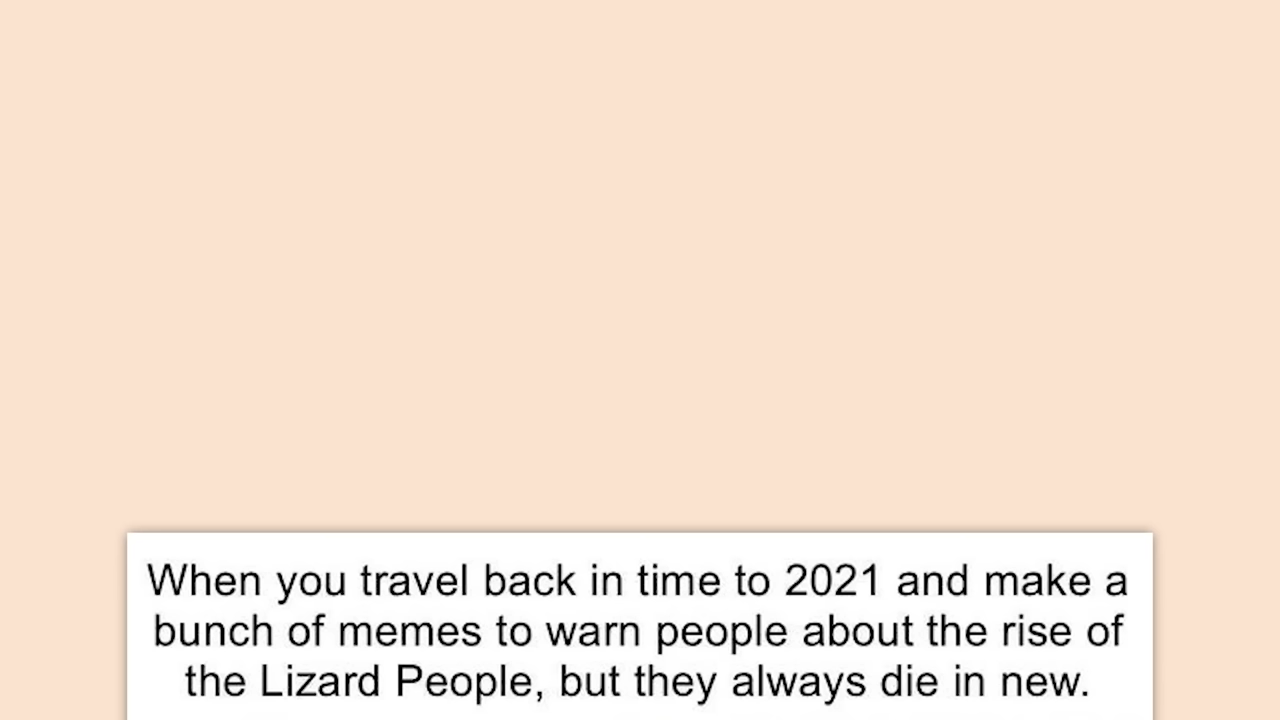 When you travel back in time to 2021 and make a
bunch of memes to warn people about the rise of
the Lizard People, but they always die in new.